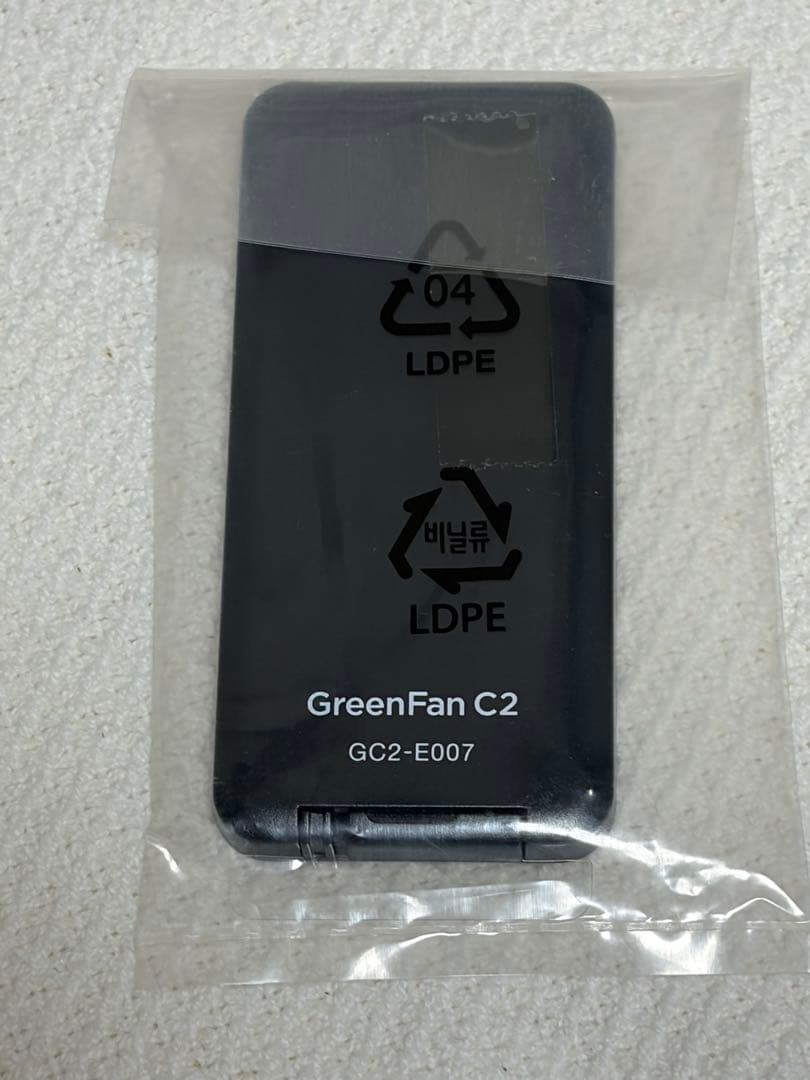 04
LDPE
비닐류
LDPE
GreenFan C2
GC2-E007